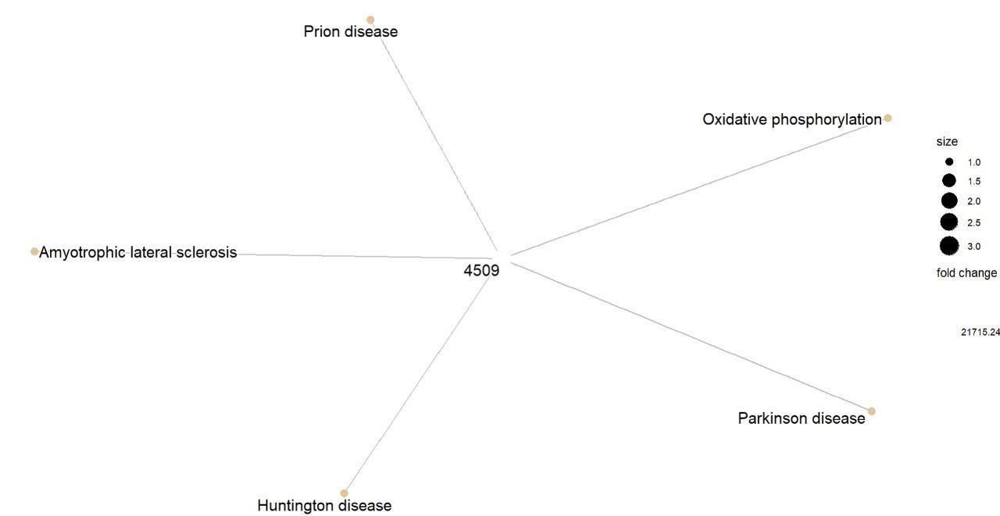 Prion disease
Oxidative phosphorylation
size
1.0
1.5
2.0
2.5
3.0
Amyotrophic lateral sclerosis
4509
fold change
21715.24
Parkinson disease
Huntington disease